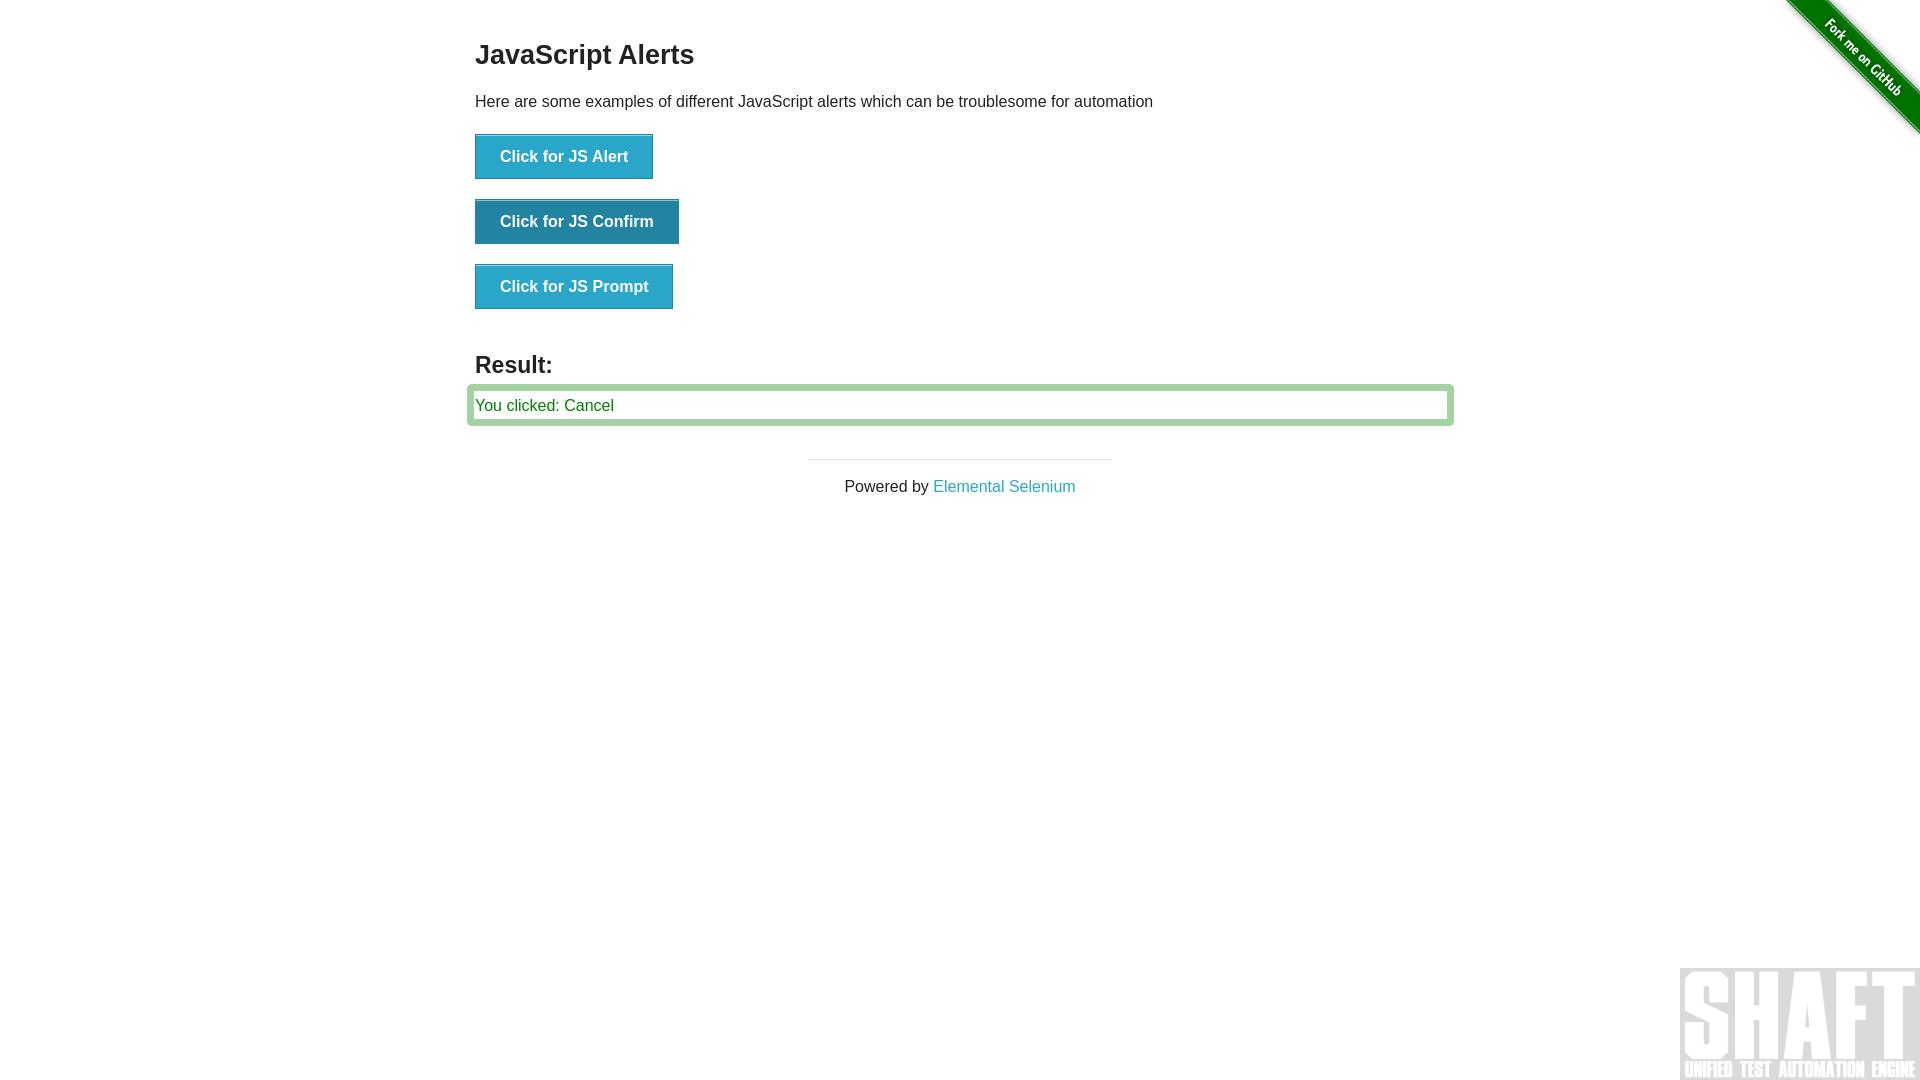 JavaScript Alerts
Fork me on GitHub
Here are some examples of different JavaScript alerts which can be troublesome for automation
Click for JS Alert
Click for JS Confirm
Click for JS Prompt
Result:
You clicked: Cancel
Powered by Elemental Selenium
SHAFT
UNIFIED TEST AUTOMATION ENGINE